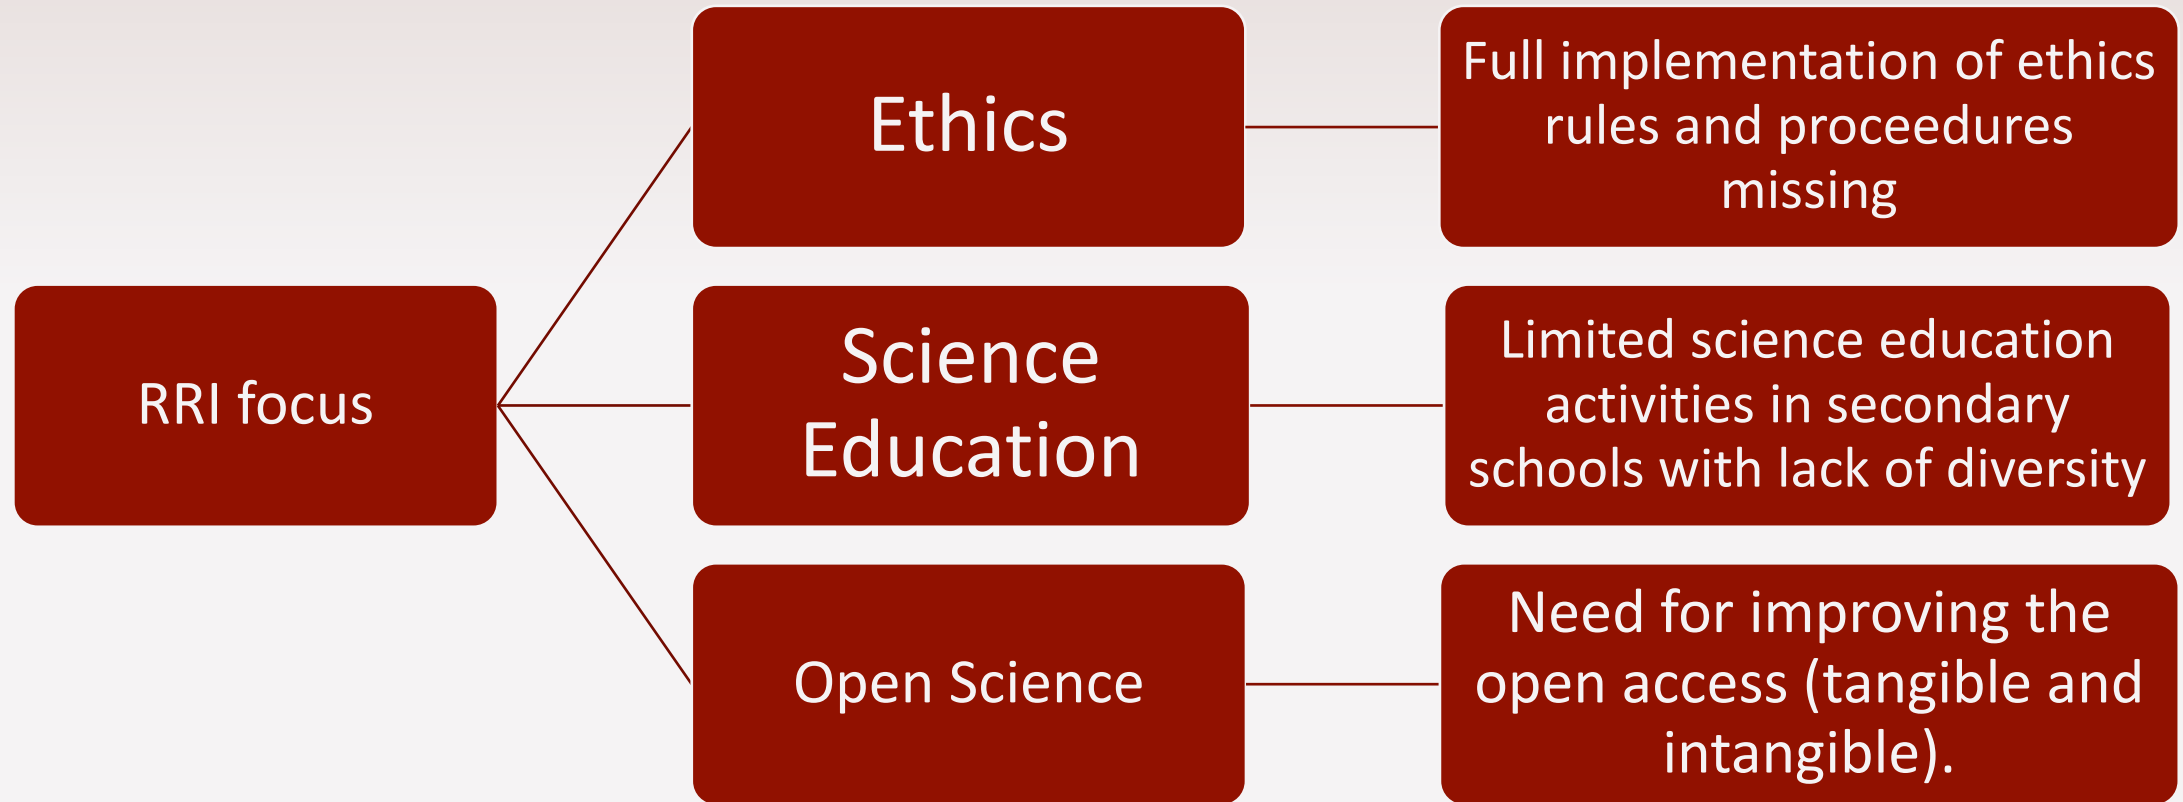 RRI focus
Ethics
Full implementation of ethics
rules and proceedures
missing
Science
Education
Limited science education
activities in secondary
schools with lack of diversity
Open Science
Need for improving the
open access (tangible and
intangible).